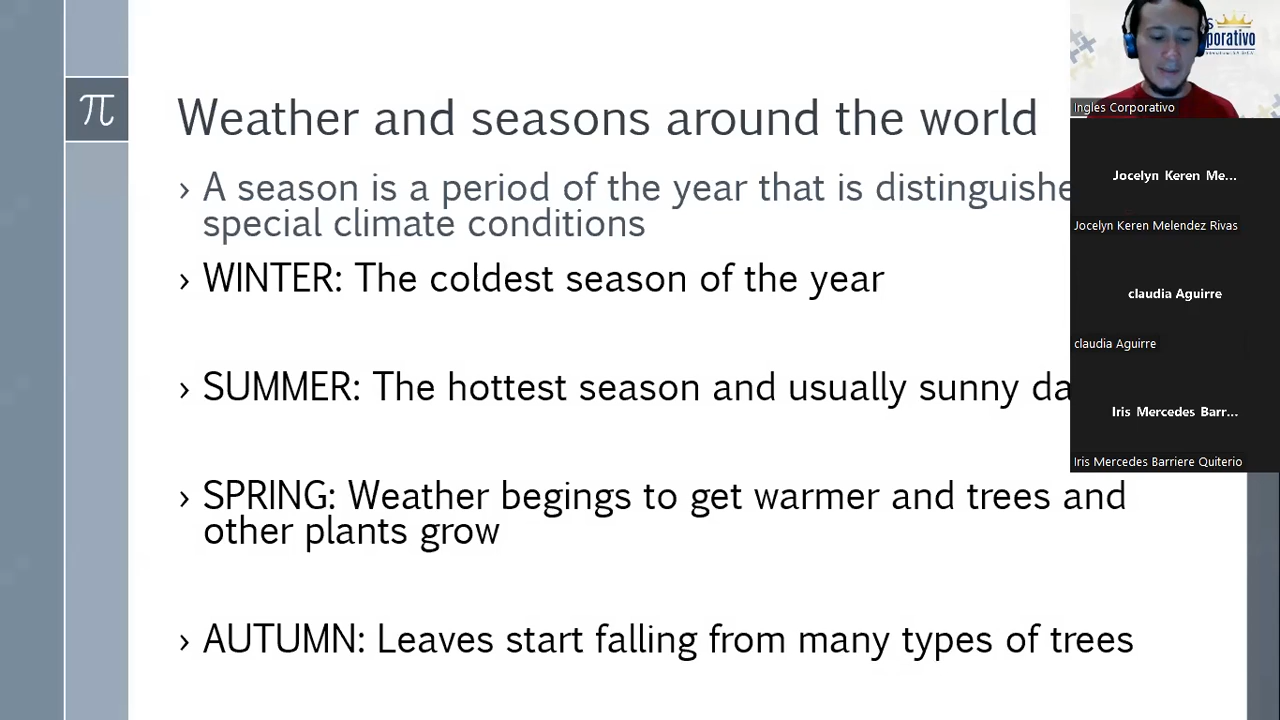 π
Weather and seasons around the world
› A season is a period of the year that is distinguishe
special climate conditions
› WINTER: The coldest season of the year
› SUMMER: The hottest season and usually sunny da
› SPRING: Weather begings to get warmer and trees and
other plants grow
› AUTUMN: Leaves start falling from many types of trees
S
porativo
Ingles Corporativo
Jocelyn Keren Me...
Jocelyn Keren Melendez Rivas
claudia Aguirre
claudia Aguirre
Iris Mercedes Barr...
Iris Mercedes Barriere Quiterio